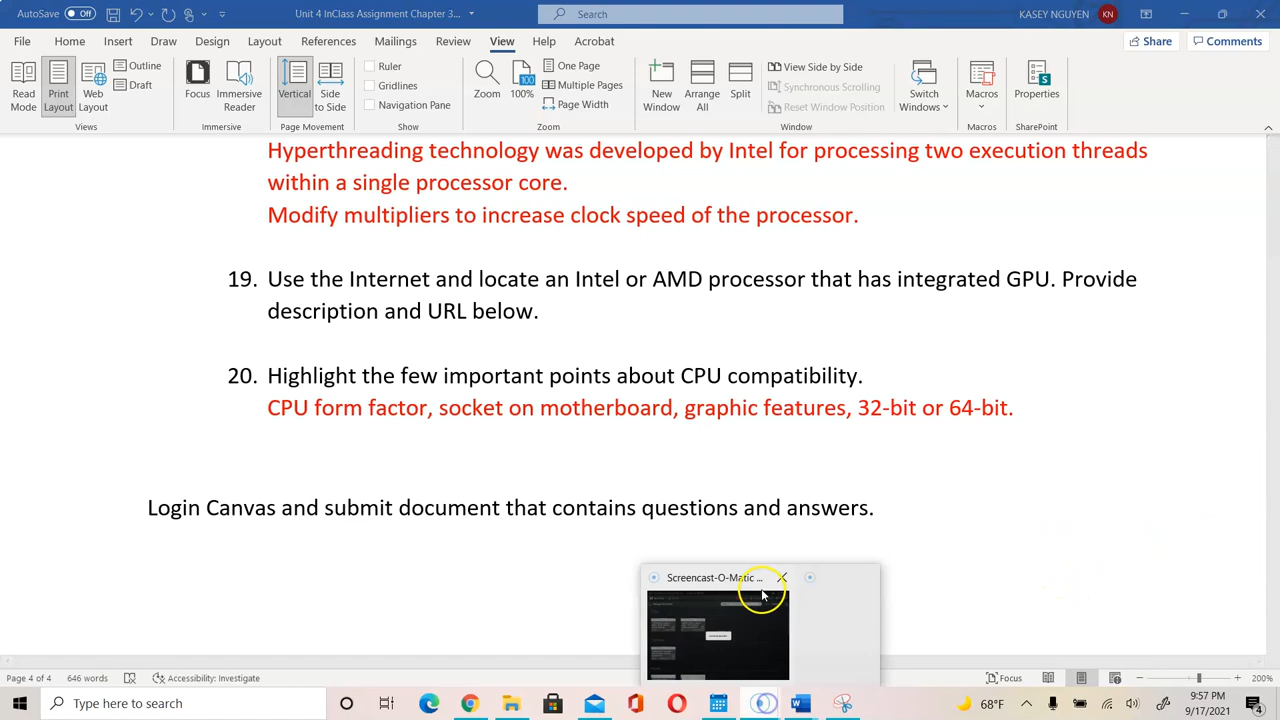 AutoSave Off Assignment Chapter 3... Search KASEY NGUYEN KN
File Home Insert Draw Design Layout References Mailings Review View Help Acrobat Share Comments
Read Mode Print Layout Web Layout Outline Draft Focus Immersive Reader Vertical Side to Side Ruler Gridlines Navigation Pane Zoom 100% One Page Multiple Pages Page Width New Window Arrange All Split View Side by Side Synchronous Scrolling Reset Window Position Switch Windows Macros Properties
Views Immersive Page Movement Show Zoom Window Macros SharePoint
Hyperthreading technology was developed by Intel for processing two execution threads
within a single processor core.
Modify multipliers to increase clock speed of the processor.
19. Use the Internet and locate an Intel or AMD processor that has integrated GPU. Provide
description and URL below.
20. Highlight the few important points about CPU compatibility.
CPU form factor, socket on motherboard, graphic features, 32-bit or 64-bit.
Login Canvas and submit document that contains questions and answers.
Screencast-O-Matic ...
Page 4 of 4 646 words Accessibility: Investigate Focus 200%
Type here to search 68°F PM
9/17/2021 4